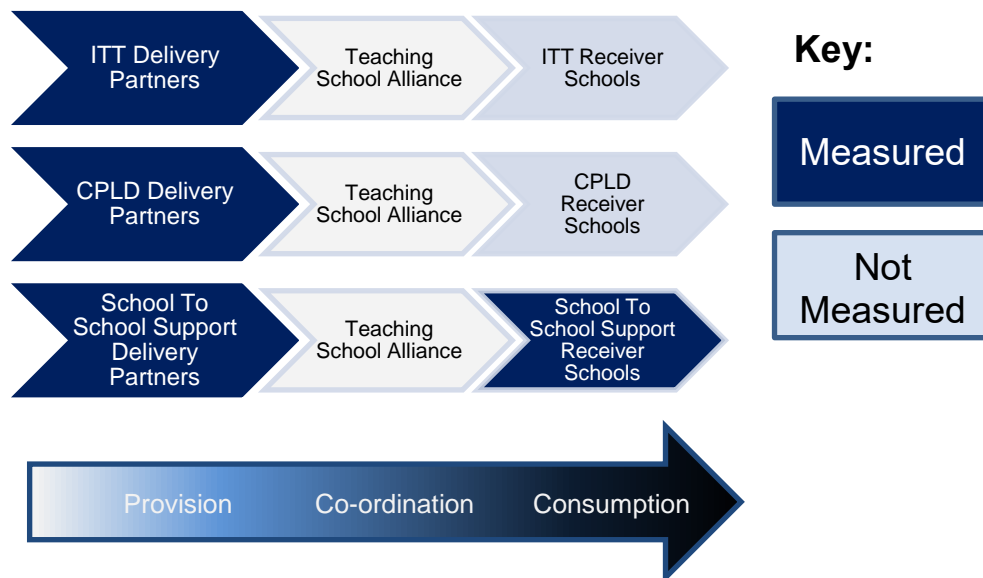 ITT Delivery
Partners
Teaching
School Alliance
ITT Receiver
Schools
Key:
Measured
CPLD Delivery
Partners
Teaching
School Alliance
CPLD
Receiver
Schools
Not
Measured
School To
School Support
Delivery
Partners
Teaching
School Alliance
School To
School Support
Receiver
Schools
Provision
Co-ordination
Consumption